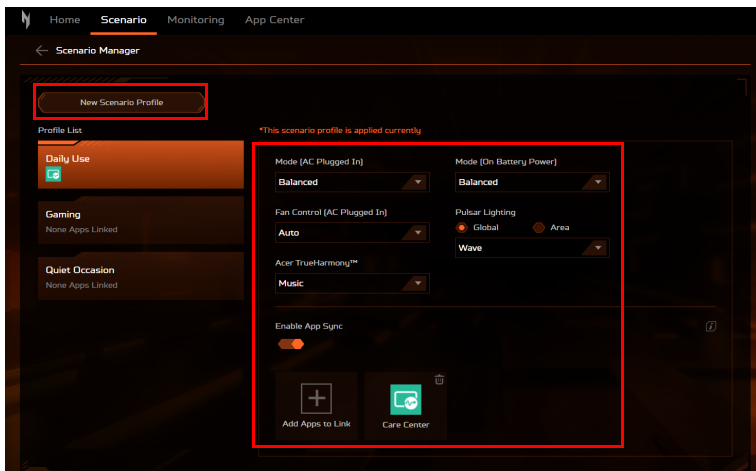 Home Scenario Monitoring App Center
Scenario Manager
New Scenario Profile
Profile List
*This scenario profile is applied currently
Daily Use
Gaming
None Apps Linked
Quiet Occasion
None Apps Linked
Mode (AC Plugged In) Mode (On Battery Power)
Balanced Balanced
Fan Control (AC Plugged In) Pulsar Lighting
Auto Global Area
Wave
Acer TrueHarmony™
Music
Enable App Sync
Add Apps to Link Care Center